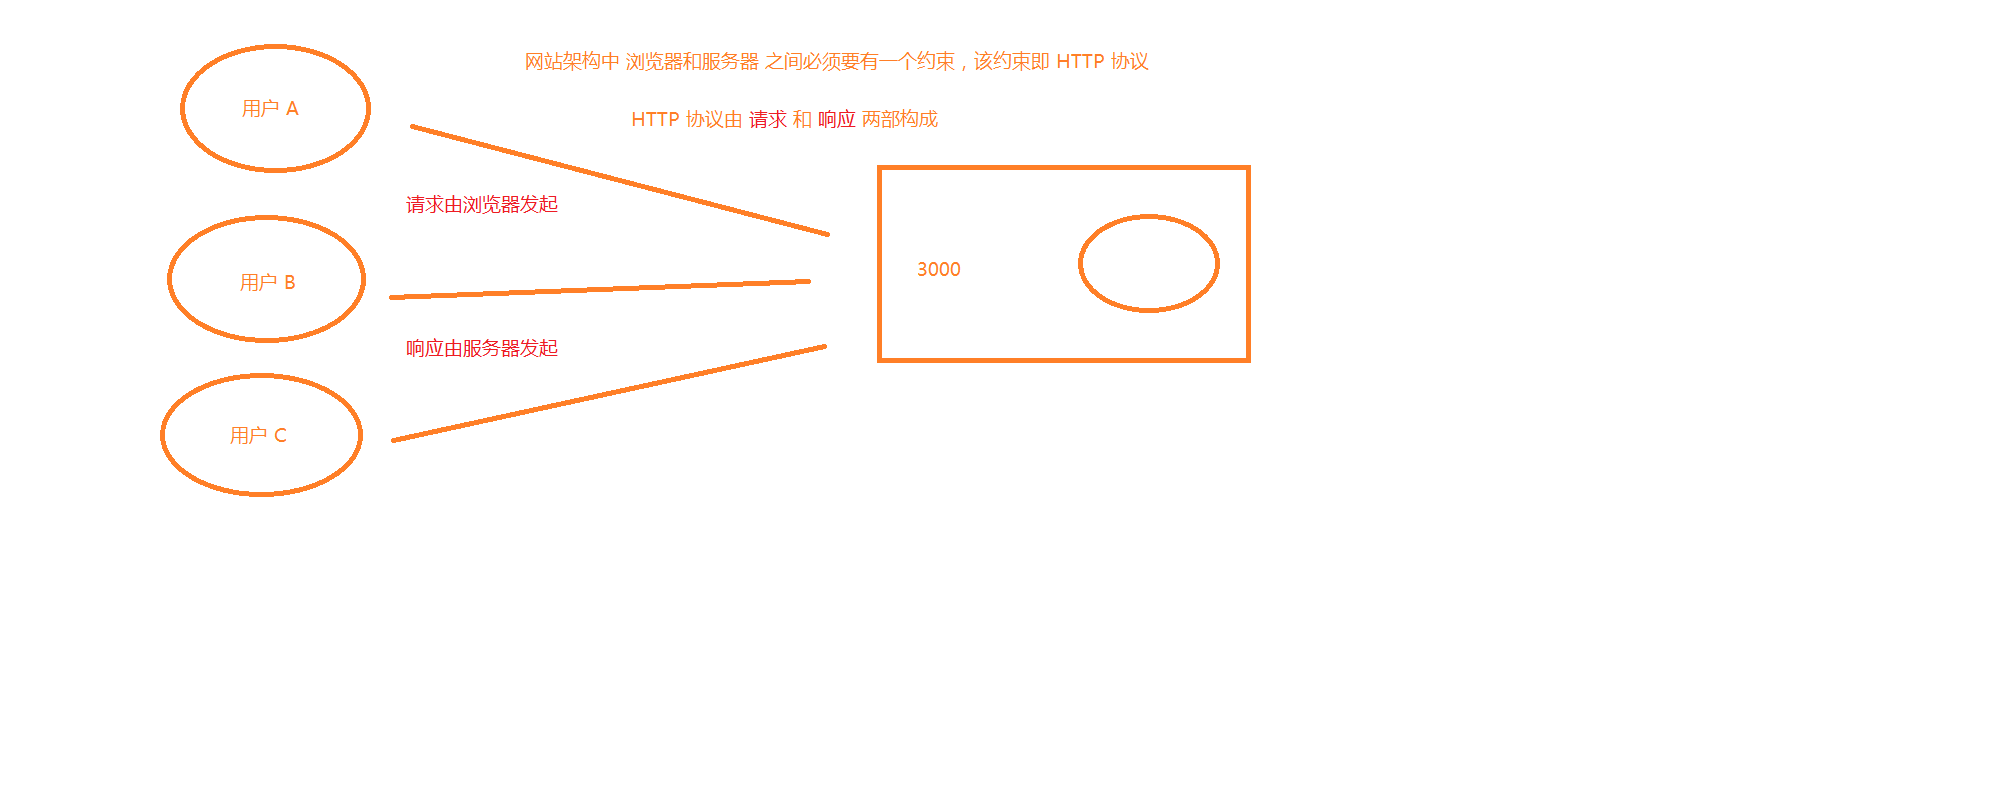 网站架构中 浏览器和服务器 之间必须要有一个约束，该约束即 HTTP 协议
用户 A
HTTP 协议由 请求 和 响应 两部构成
请求由浏览器发起
3000
用户 B
响应由服务器发起
用户 C